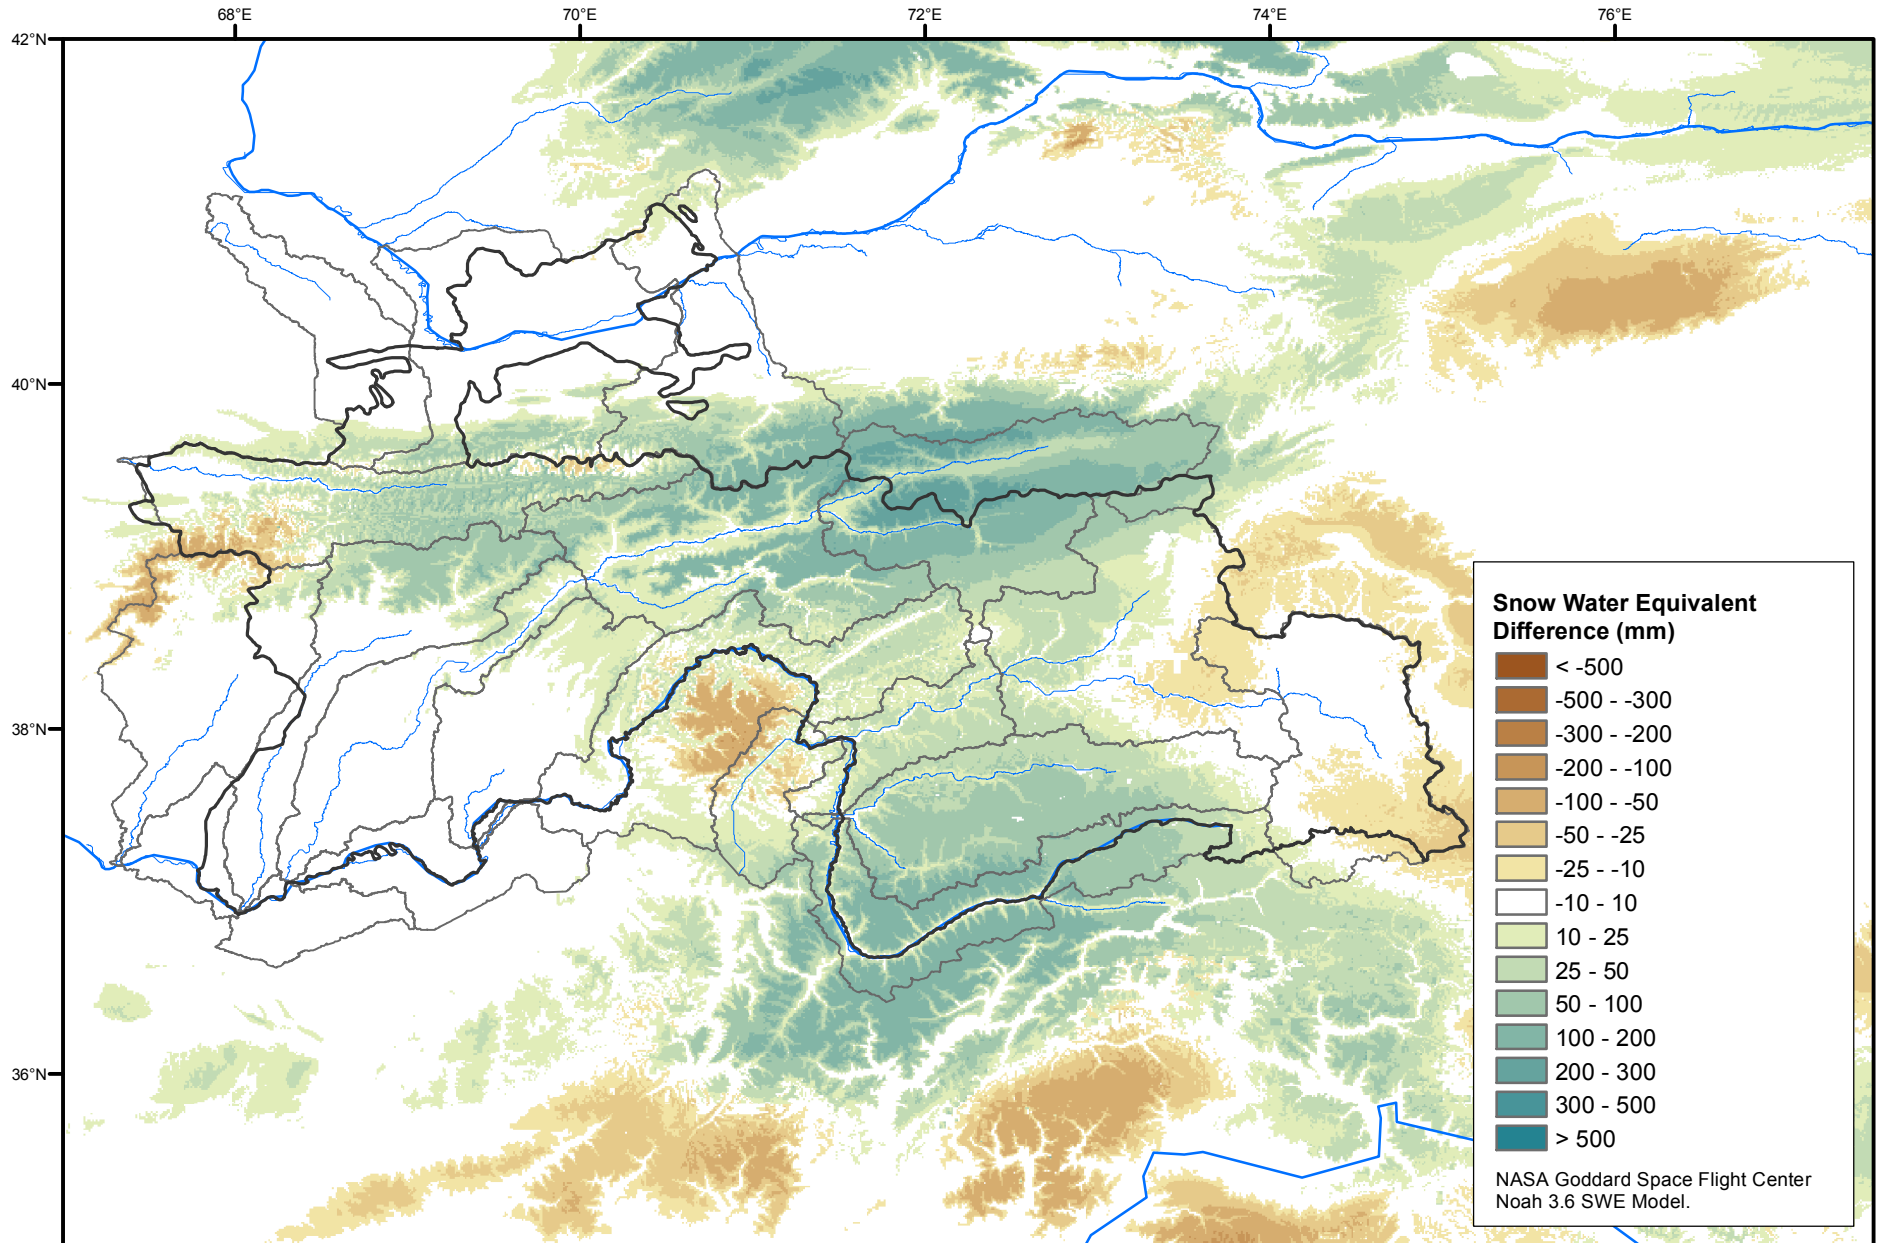 68°E 70°E 72°E 74°E 76°E
42°N
40°N
38°N
36°N
Snow Water Equivalent
Difference (mm)
< -500
-500 - -300
-300 - -200
-200 - -100
-100 - -50
-50 - -25
-25 - -10
-10 - 10
10 - 25
25 - 50
50 - 100
100 - 200
200 - 300
300 - 500
> 500
NASA Goddard Space Flight Center
Noah 3.6 SWE Model.